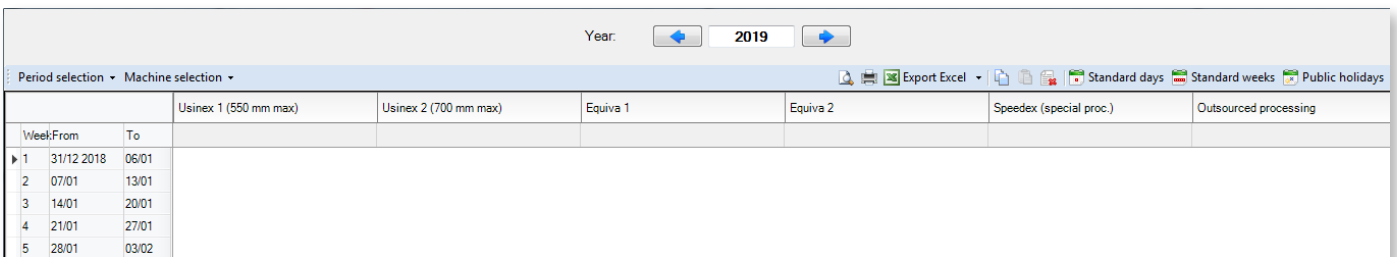 Year: 2019
Period selection Machine selection Export Excel Standard days Standard weeks Public holidays
Usinex 1 (550 mm max) Usinex 2 (700 mm max) Equiva 1 Equiva 2 Speedex (special proc.) Outsourced processing
Week From To
1 31/12 2018 06/01
2 07/01 13/01
3 14/01 20/01
4 21/01 27/01
5 28/01 03/02